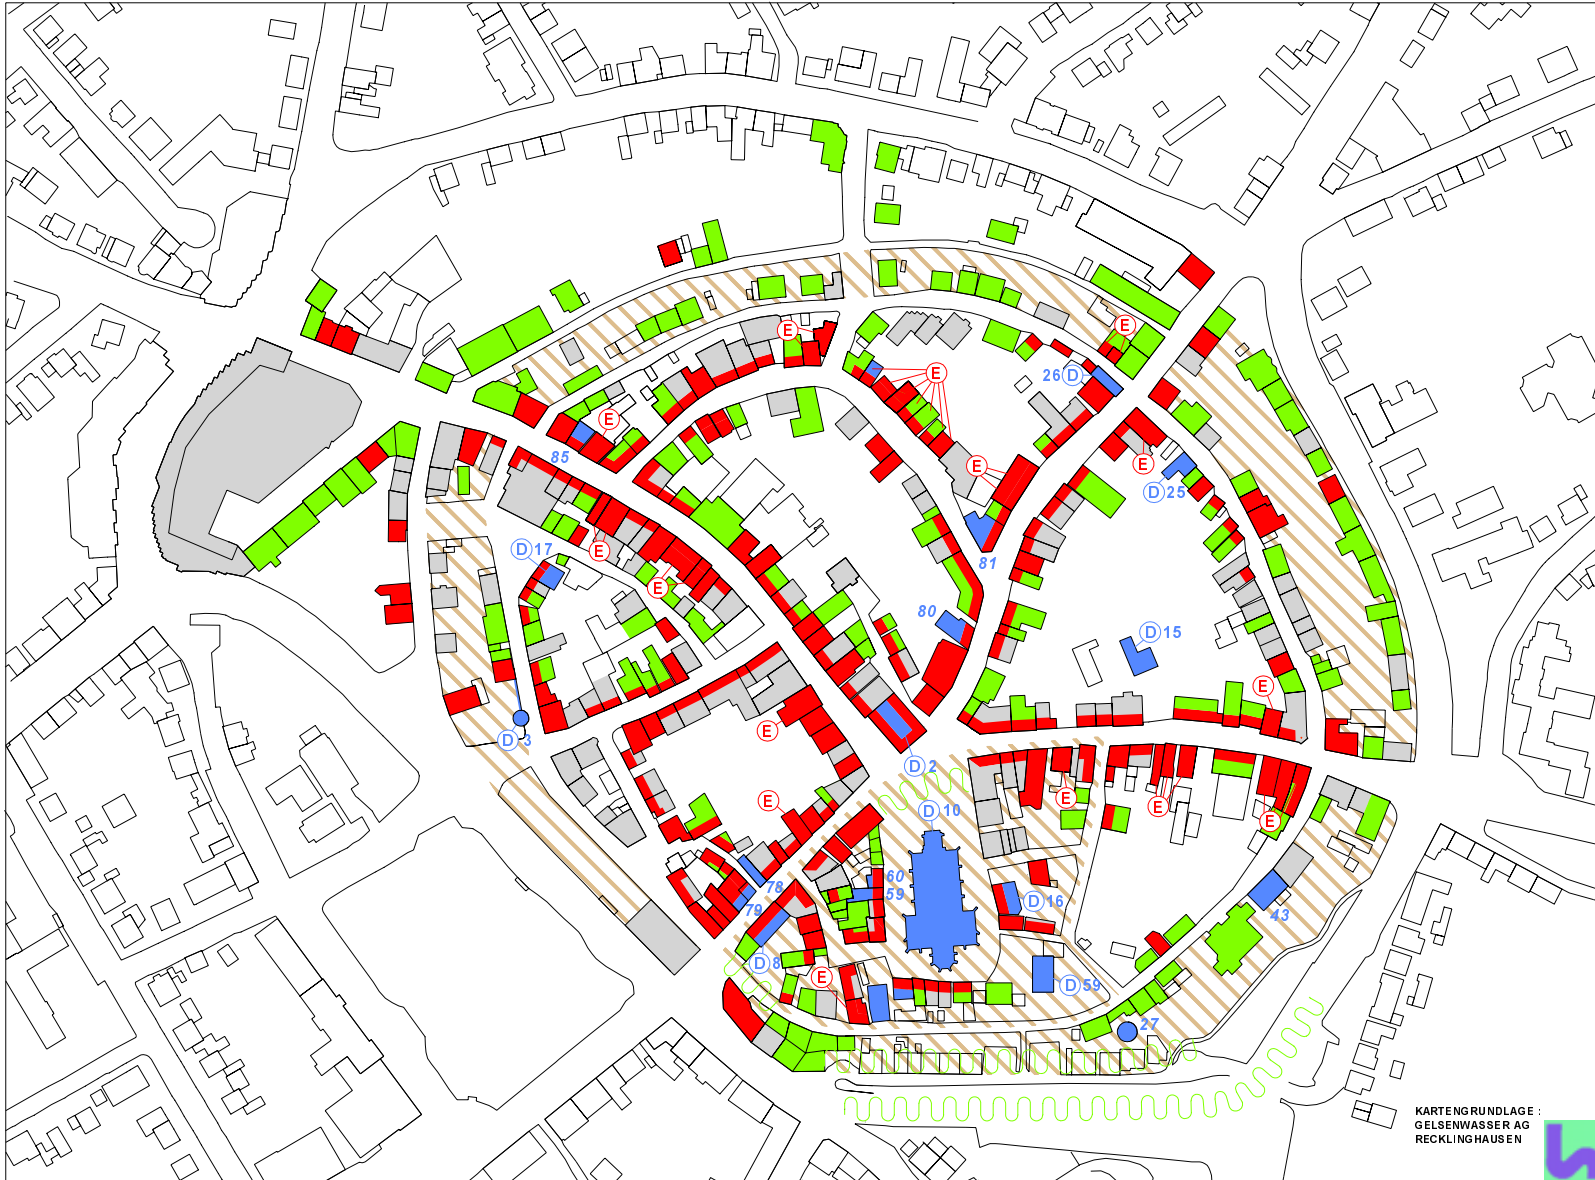 E
E
E
26 D
E
85
E
E
D 25
E
D 17
81
E
80
D 15
E
E
D 3
D 2
E
E
E
D 10
E
60
78
59
79
D 16
43
D 8
E
D 59
27
KARTENGRUNDLAGE :
GELSENWASSER AG
RECKLINGHAUSEN